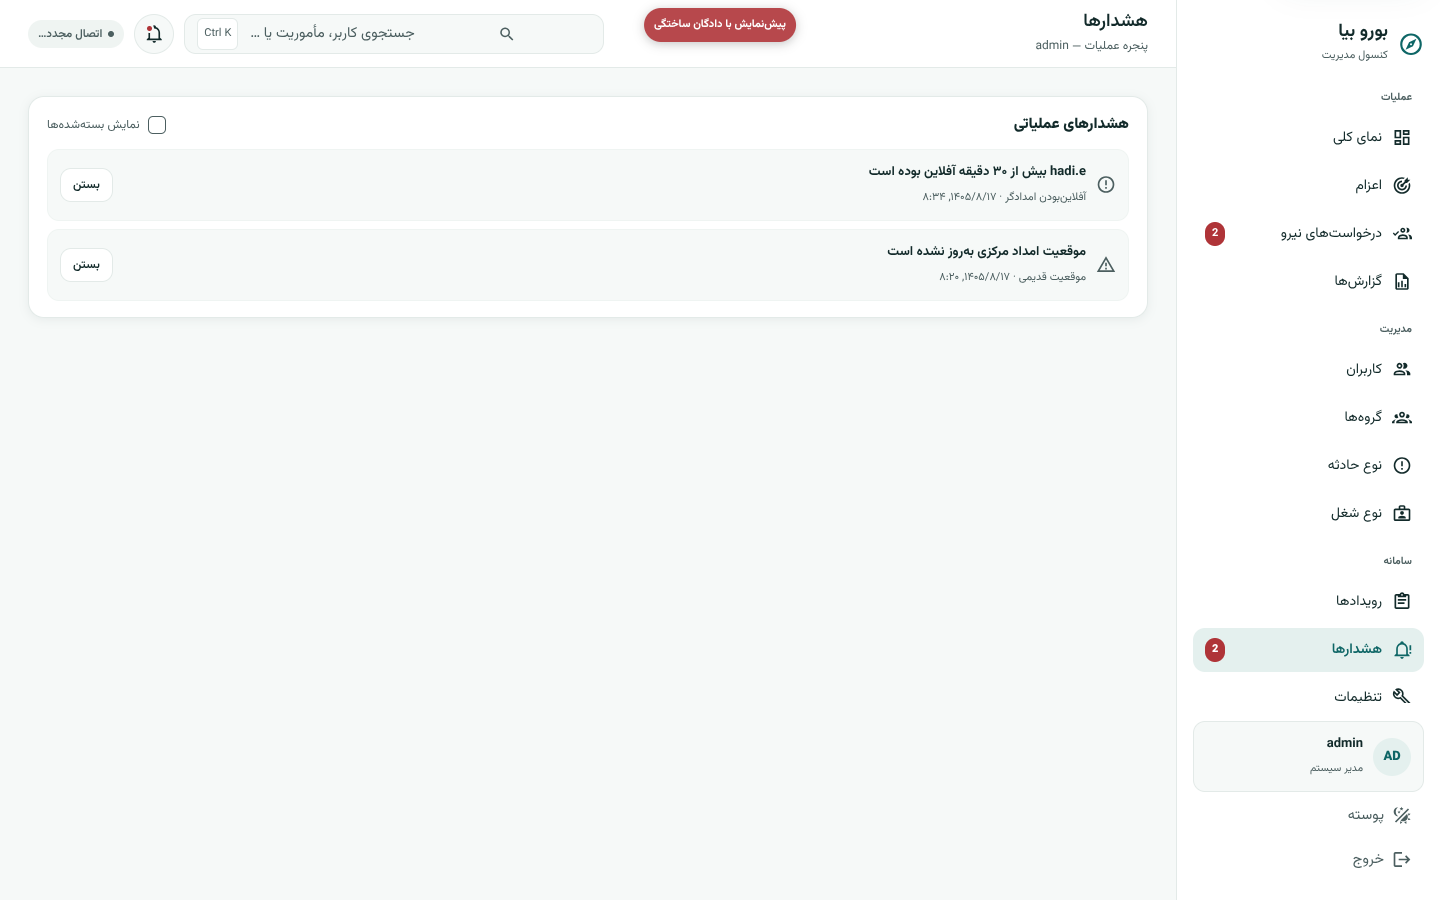 بورو بیا
کنسول مدیریت
عملیات
نمای کلی
اعزام
درخواست‌های نیرو
2
گزارش‌ها
مدیریت
کاربران
گروه‌ها
نوع حادثه
نوع شغل
سامانه
رویدادها
هشدارها
2
تنظیمات
AD
admin
مدیر سیستم
پوسته
خروج
هشدارها
پنجره عملیات — admin
پیش‌نمایش با دادگان ساختگی
جستجوی کاربر، مأموریت یا ...
Ctrl K
اتصال مجدد...
هشدارهای عملیاتی
نمایش بسته‌شده‌ها
hadi.e بیش از ۳۰ دقیقه آفلاین بوده است
آفلاین‌بودن امدادگر · ۱۴۰۵/۸/۱۷, ۸:۳۴
بستن
موقعیت امداد مرکزی به‌روز نشده است
موقعیت قدیمی · ۱۴۰۵/۸/۱۷, ۸:۲۰
بستن